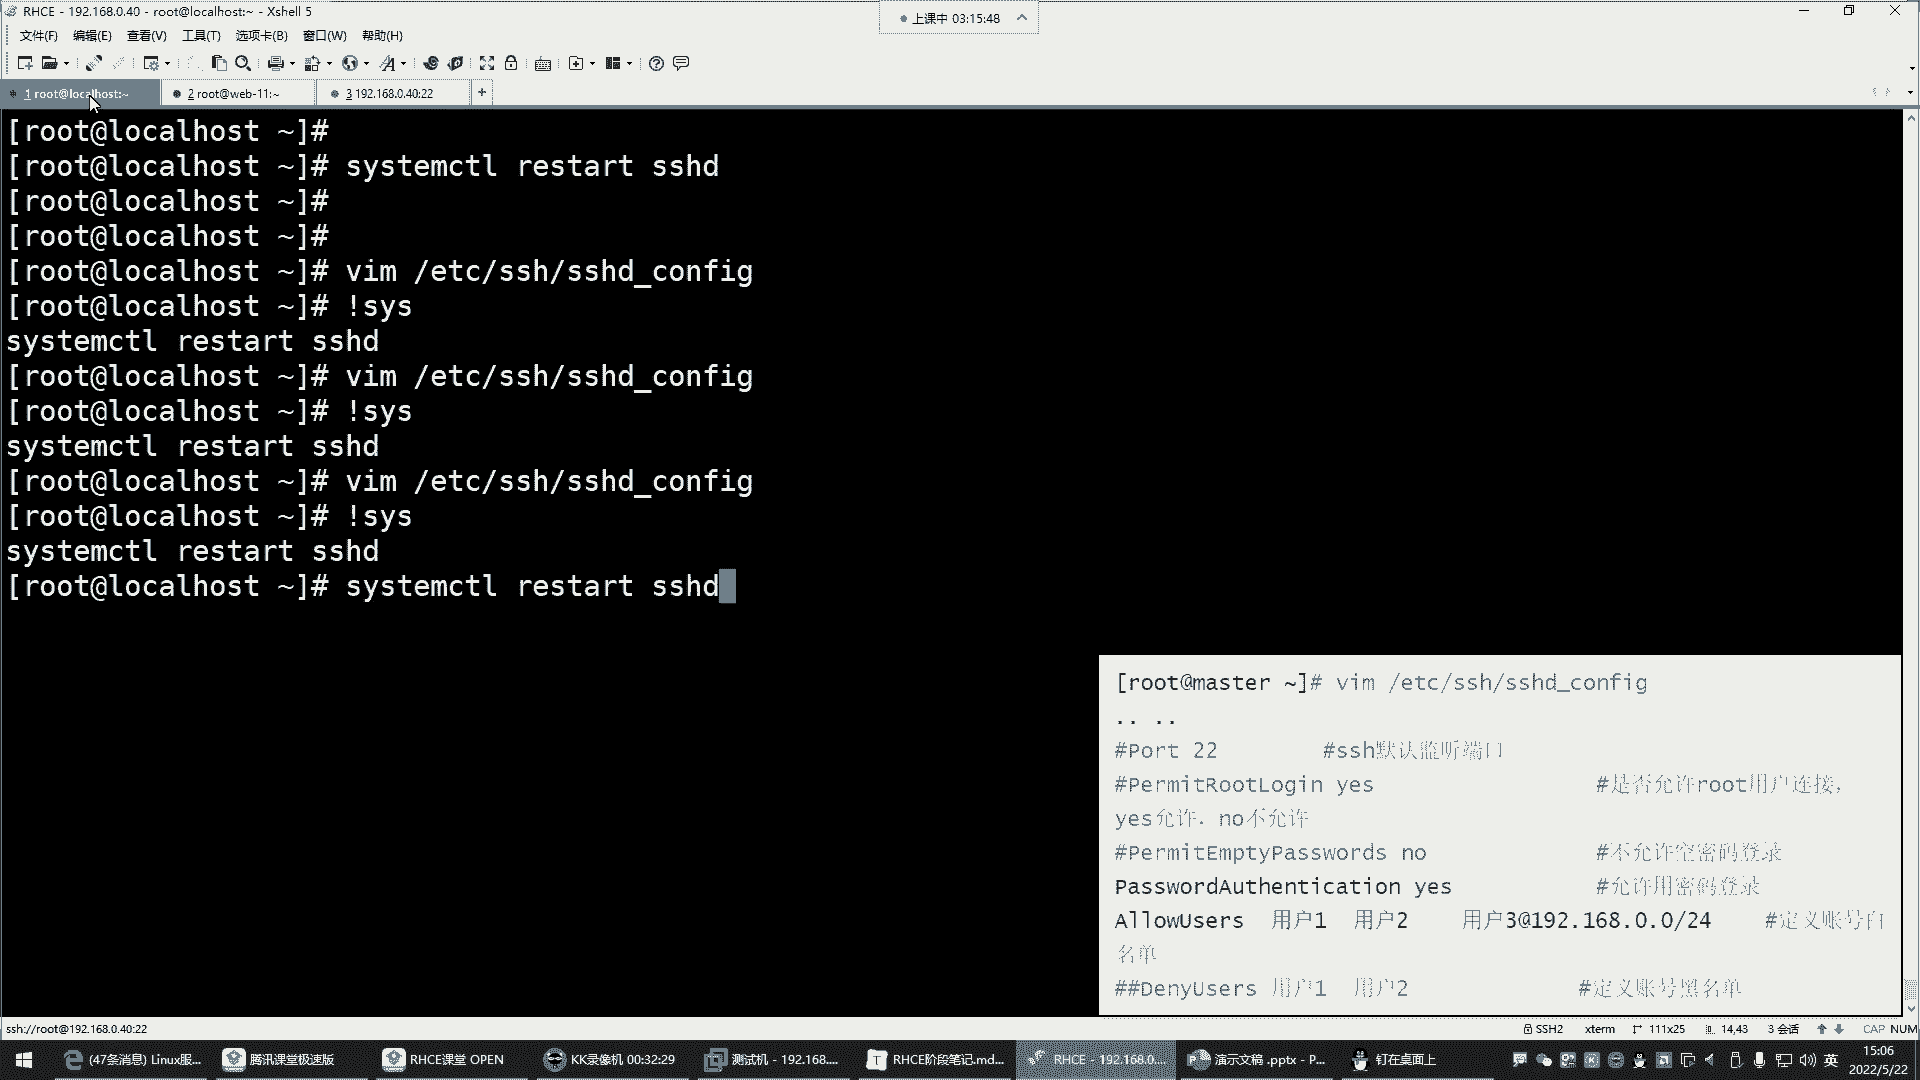 RHCE - 192.168.0.40 - root@localhost:~ - Xshell 5
上课中 03:15:48
文件(F) 编辑(E) 查看(V) 工具(T) 选项卡(B) 窗口(W) 帮助(H)
1 root@localhost:~ 2 root@web-11:~ 3 192.168.0.40:22 +
[root@localhost ~]#
[root@localhost ~]# systemctl restart sshd
[root@localhost ~]#
[root@localhost ~]#
[root@localhost ~]# vim /etc/ssh/sshd_config
[root@localhost ~]# !sys
systemctl restart sshd
[root@localhost ~]# vim /etc/ssh/sshd_config
[root@localhost ~]# !sys
systemctl restart sshd
[root@localhost ~]# vim /etc/ssh/sshd_config
[root@localhost ~]# !sys
systemctl restart sshd
[root@localhost ~]# systemctl restart sshd
[root@master ~]# vim /etc/ssh/sshd_config
.. ..
#Port 22 #ssh默认监听端口
#PermitRootLogin yes #是否允许root用户连接,
yes允许. no不允许
#PermitEmptyPasswords no #不允许空密码登录
PasswordAuthentication yes #允许用密码登录
AllowUsers 用户1 用户2 用户3@192.168.0.0/24 #定义账号白
名单
##DenyUsers 用户1 用户2 #定义账号黑名单
ssh://root@192.168.0.40:22 SSH2 xterm 111x25 14,43 3 会话 CAP NUM
(47条消息) Linux服... 腾讯课堂极速版 RHCE课堂 OPEN KK录像机 00:32:29 测试机 - 192.168.... RHCE阶段笔记.md... RHCE - 192.168.0.... 演示文稿 .pptx - P... 钉在桌面上 英 15:06
2022/5/22